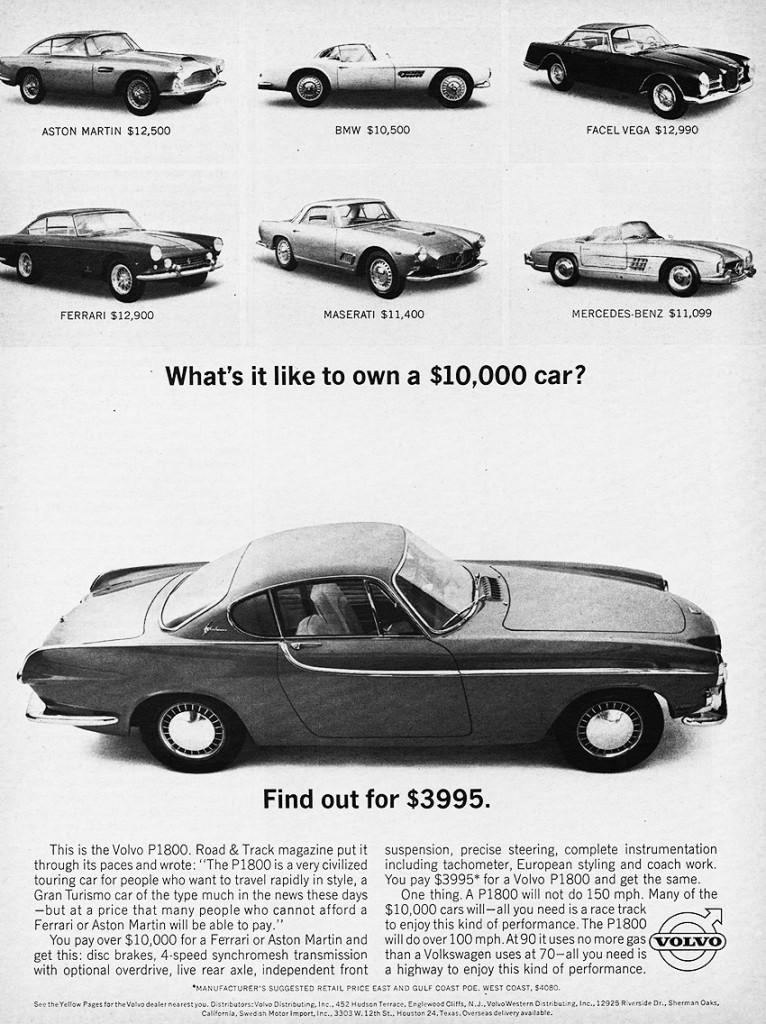 ASTON MARTIN $12,500
BMW $10,500
FACEL VEGA $12,990
FERRARI $12,900
MASERATI $11,400
MERCEDES-BENZ $11,099
What's it like to own a $10,000 car?
Find out for $3995.
This is the Volvo P1800. Road & Track magazine put it
through its paces and wrote: "The P1800 is a very civilized
touring car for people who want to travel rapidly in style, a
Gran Turismo car of the type much in the news these days
—but at a price that many people who cannot afford a
Ferrari or Aston Martin will be able to pay."
You pay over $10,000 for a Ferrari or Aston Martin and
get this: disc brakes, 4-speed synchromesh transmission
with optional overdrive, live rear axle, independent front
suspension, precise steering, complete instrumentation
including tachometer, European styling and coach work.
You pay $3995* for a Volvo P1800 and get the same.
One thing. A P1800 will not do 150 mph. Many of the
$10,000 cars will—all you need is a race track
to enjoy this kind of performance. The P1800
will do over 100 mph. At 90 it uses no more gas
than a Volkswagen uses at 70—all you need is
a highway to enjoy this kind of performance.
VOLVO
*MANUFACTURER'S SUGGESTED RETAIL PRICE EAST AND GULF COAST POE. WEST COAST, $4080.
See the Yellow Pages for the Volvo dealer nearest you. Distributors: Volvo Distributing, Inc., 452 Hudson Terrace, Englewood Cliffs, N.J., Volvo Western Distributing, Inc., 12925 Riverside Dr., Sherman Oaks,
California, Swedish Motor Import, Inc., 3303 W. 12th St., Houston 24, Texas. Overseas delivery available.